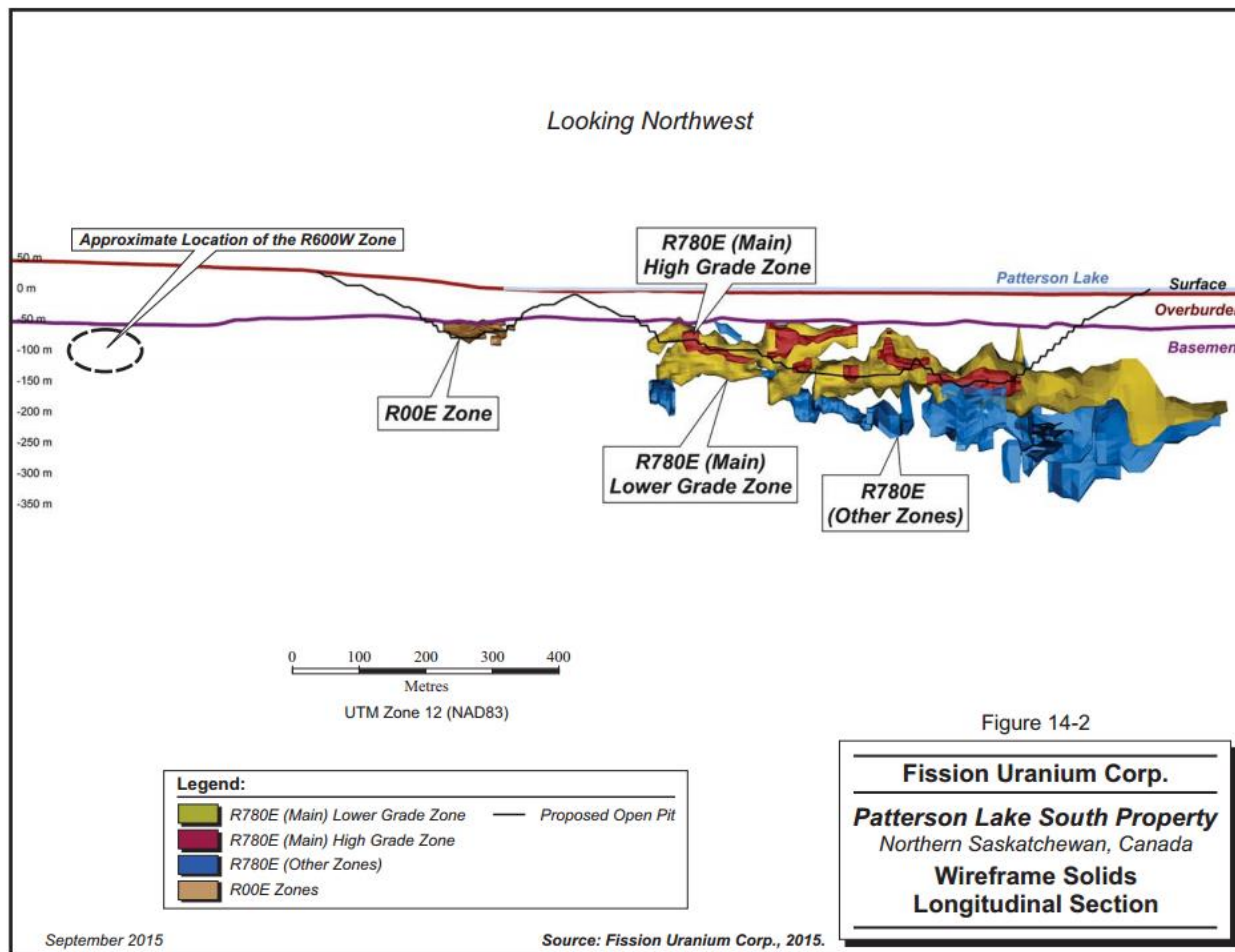 Looking Northwest
Approximate Location of the R600W Zone
R780E (Main)
High Grade Zone
50 m
0 m
-50 m
-100 m
-150 m
-200 m
-250 m
-300 m
-350 m
Patterson Lake
Surface
Overburden
Basement
R00E Zone
R780E (Main)
Lower Grade Zone
R780E
(Other Zones)
0 100 200 300 400
Metres
UTM Zone 12 (NAD83)
Figure 14-2
Fission Uranium Corp.
Patterson Lake South Property
Northern Saskatchewan, Canada
Wireframe Solids
Longitudinal Section
Legend:
R780E (Main) Lower Grade Zone
Proposed Open Pit
R780E (Main) High Grade Zone
R780E (Other Zones)
R00E Zones
September 2015
Source: Fission Uranium Corp., 2015.